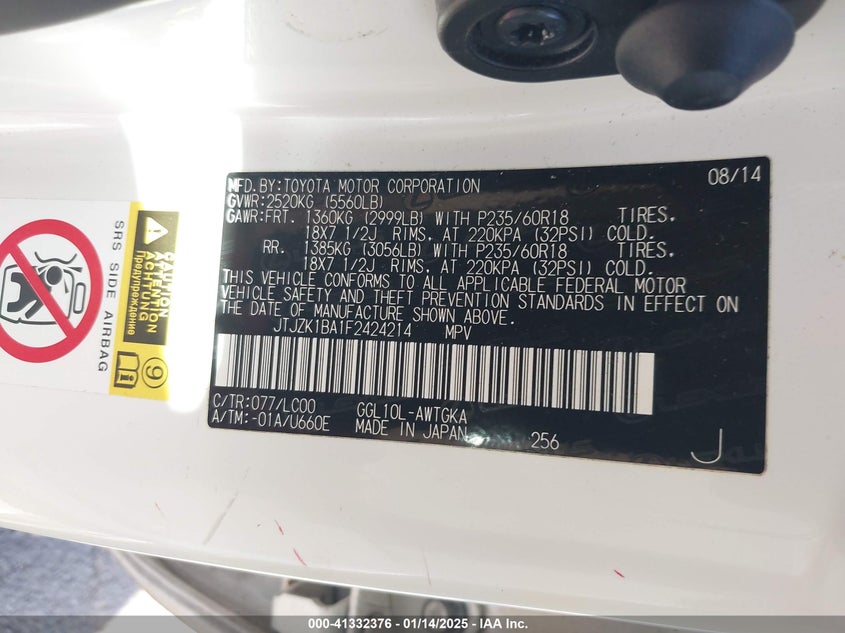 MFD. BY:TOYOTA MOTOR CORPORATION 08/14
GVWR:2520KG (5560LB)
GAWR:FRT. 1360KG (2999LB) WITH P235/60R18 TIRES.
18X7 1/2J RIMS, AT 220KPA (32PSI) COLD.
RR. 1385KG (3056LB) WITH P235/60R18 TIRES.
18X7 1/2J RIMS, AT 220KPA (32PSI) COLD.
THIS VEHICLE CONFORMS TO ALL APPLICABLE FEDERAL MOTOR
VEHICLE SAFETY AND THEFT PREVENTION STANDARDS IN EFFECT ON
THE DATE OF MANUFACTURE SHOWN ABOVE.
JTJZK1BA1F2424214 MPV
C/TR:077/LC00 GGL10L-AWTGKA
A/TM:-01A/U660E MADE IN JAPAN 256 J
SRS SIDE AIRBAG
CAUTION
ATTENTION
ACHTUNG
Предупреждение
9
000-41332376 - 01/14/2025 - IAA Inc.